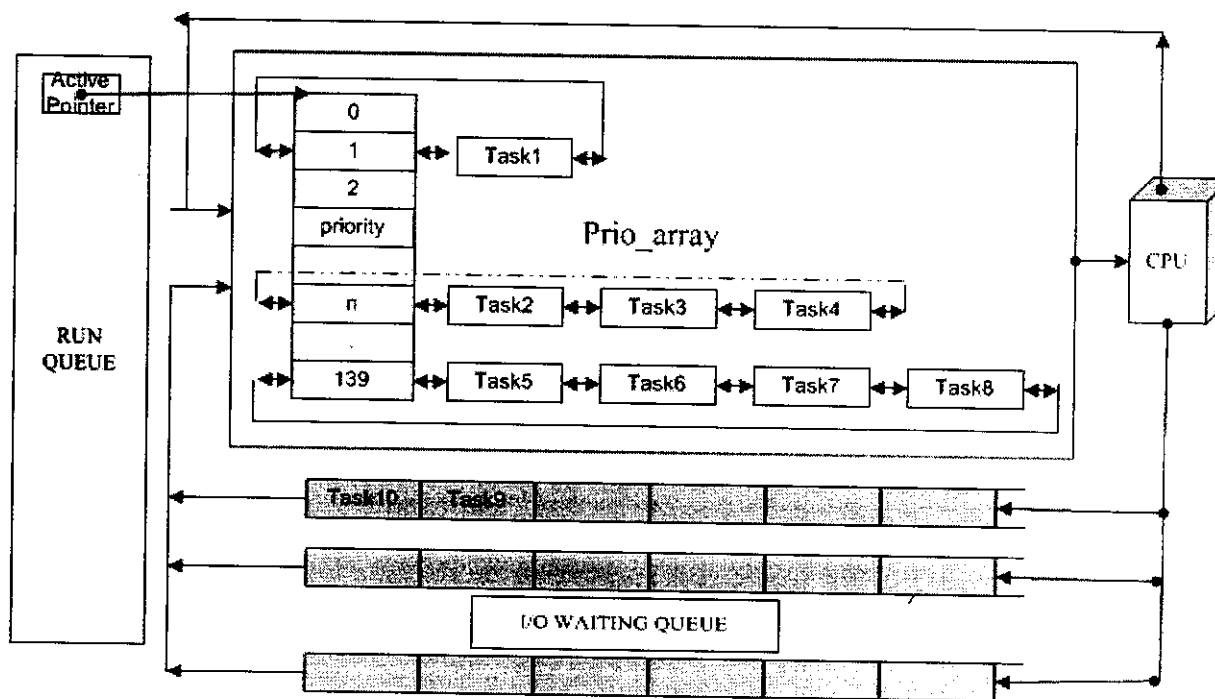 Active
Pointer
0
1
Task1
2
priority
Prio_array
CPU
n
Task2
Task3
Task4
RUN
QUEUE
139
Task5
Task6
Task7
Task8
Task10
Task9
I/O WAITING QUEUE